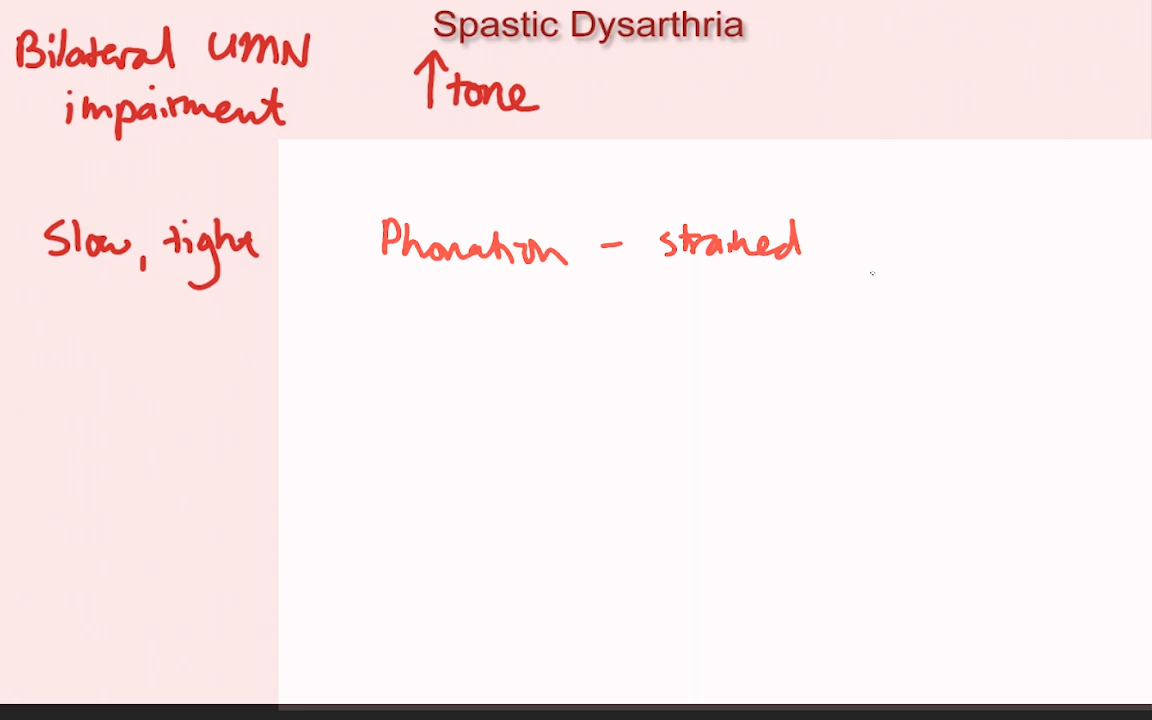 Spastic Dysarthria
Bilateral UMN
impairment
↑ tone
Slow, tight
Phonation - strained